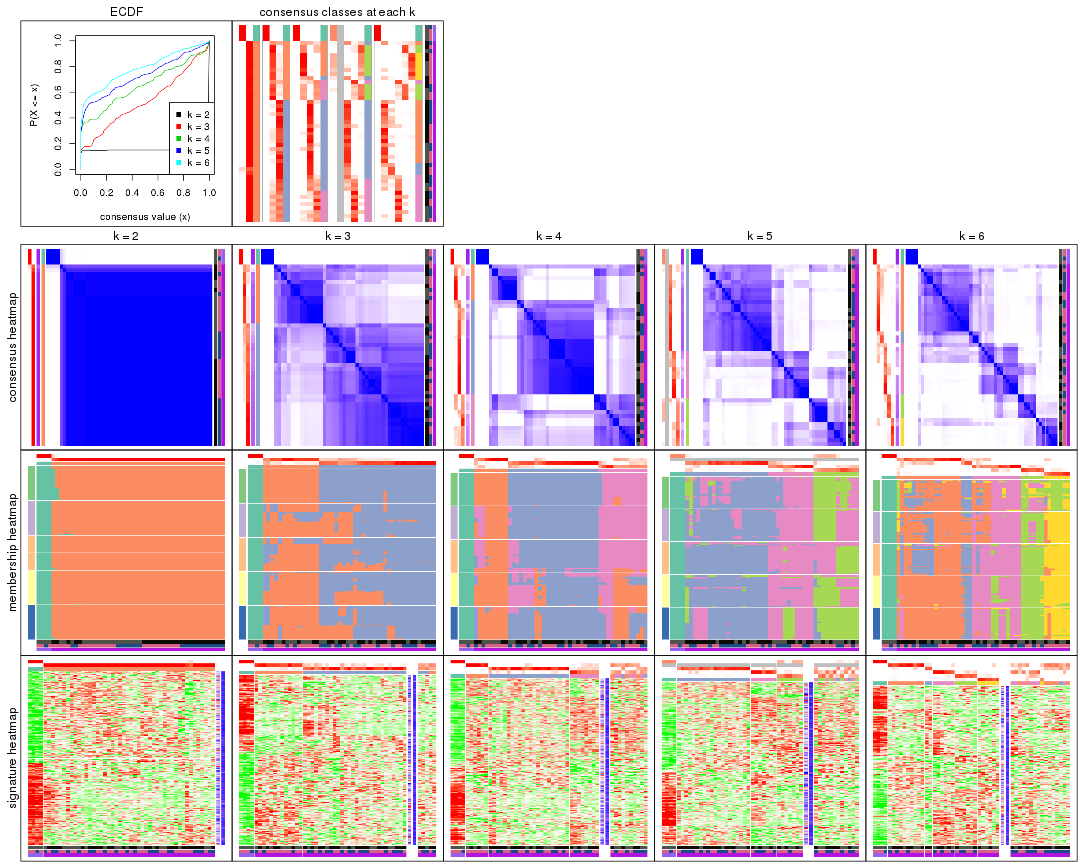 ECDF
consensus classes at each k
P(X <= x)
0.0 0.2 0.4 0.6 0.8 1.0
k = 2
k = 3
k = 4
k = 5
k = 6
0.0 0.2 0.4 0.6 0.8 1.0
consensus value (x)
k = 2
k = 3
k = 4
k = 5
k = 6
consensus heatmap
membership heatmap
signature heatmap